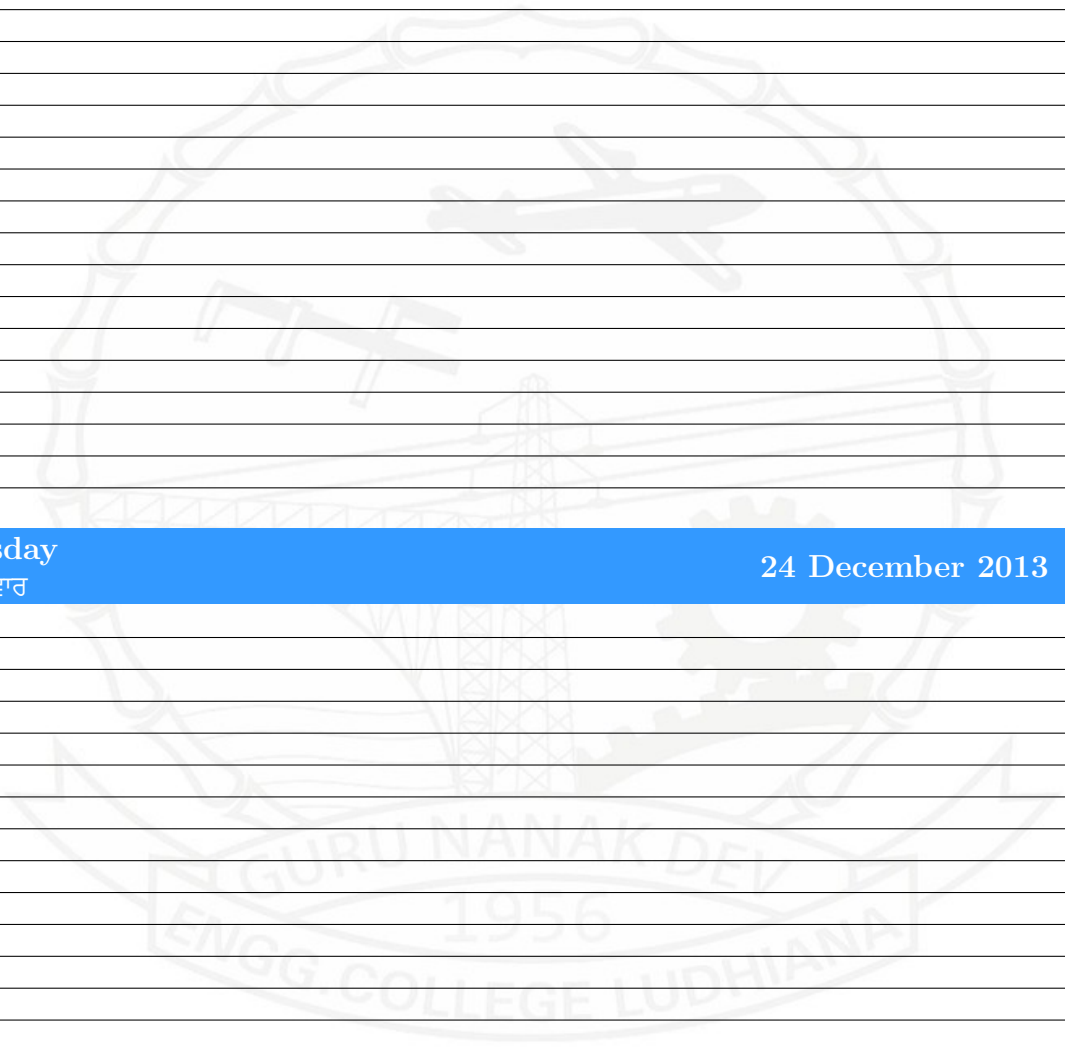 sday
ਵਾਰ
24 December 2013
GURU NANAK DEV
1956
ENGG. COLLEGE LUDHIANA